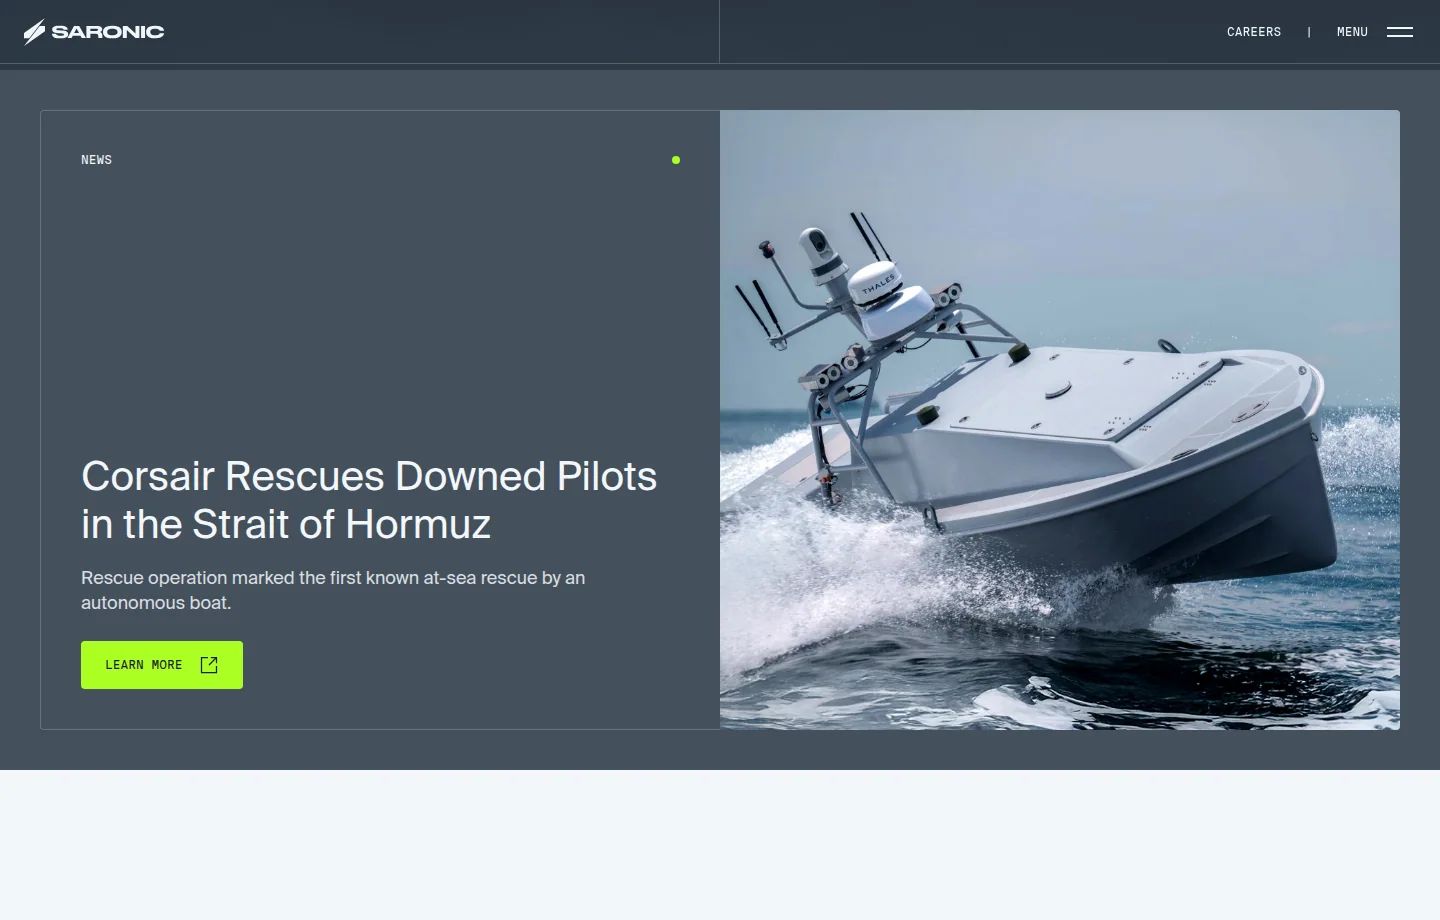 SARONIC
CAREERS | MENU
NEWS
THALES
Corsair Rescues Downed Pilots
in the Strait of Hormuz
Rescue operation marked the first known at-sea rescue by an
autonomous boat.
LEARN MORE